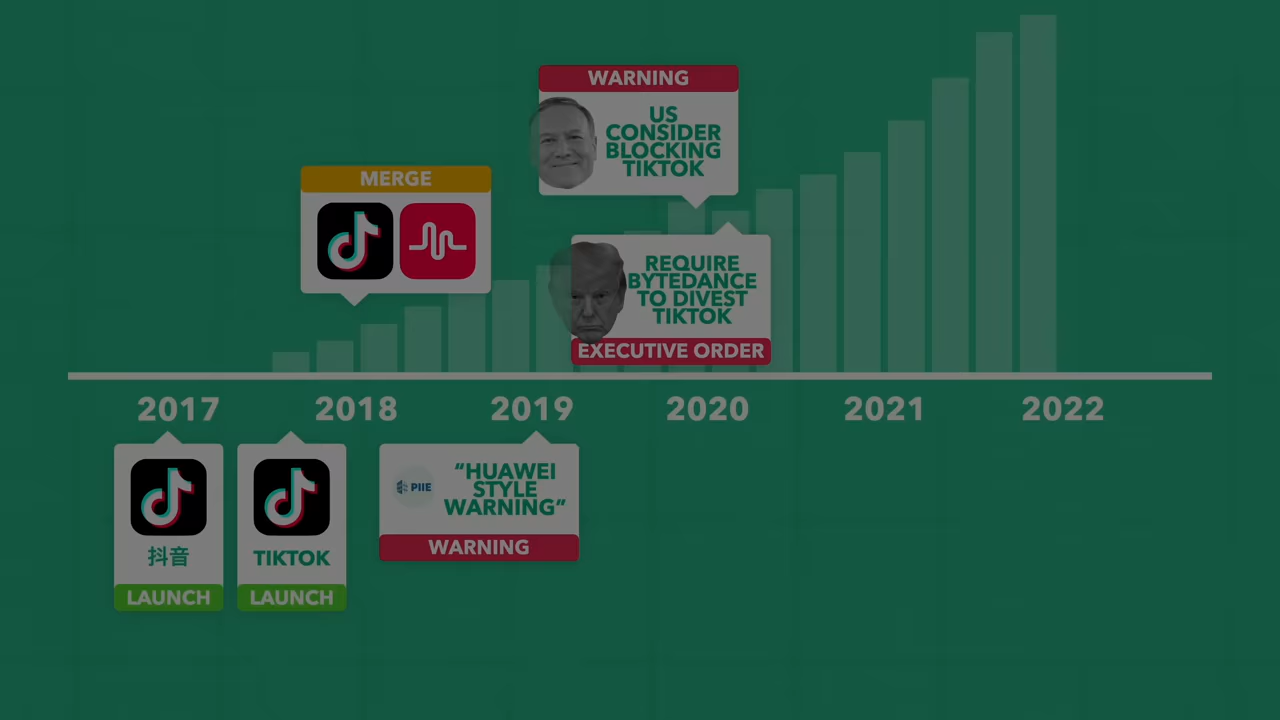 WARNING
US
CONSIDER
BLOCKING
TIKTOK
MERGE
REQUIRE
BYTEDANCE
TO DIVEST
TIKTOK
EXECUTIVE ORDER
2017 2018 2019 2020 2021 2022
抖音
LAUNCH
TIKTOK
LAUNCH
PIIE
“HUAWEI
STYLE
WARNING”
WARNING